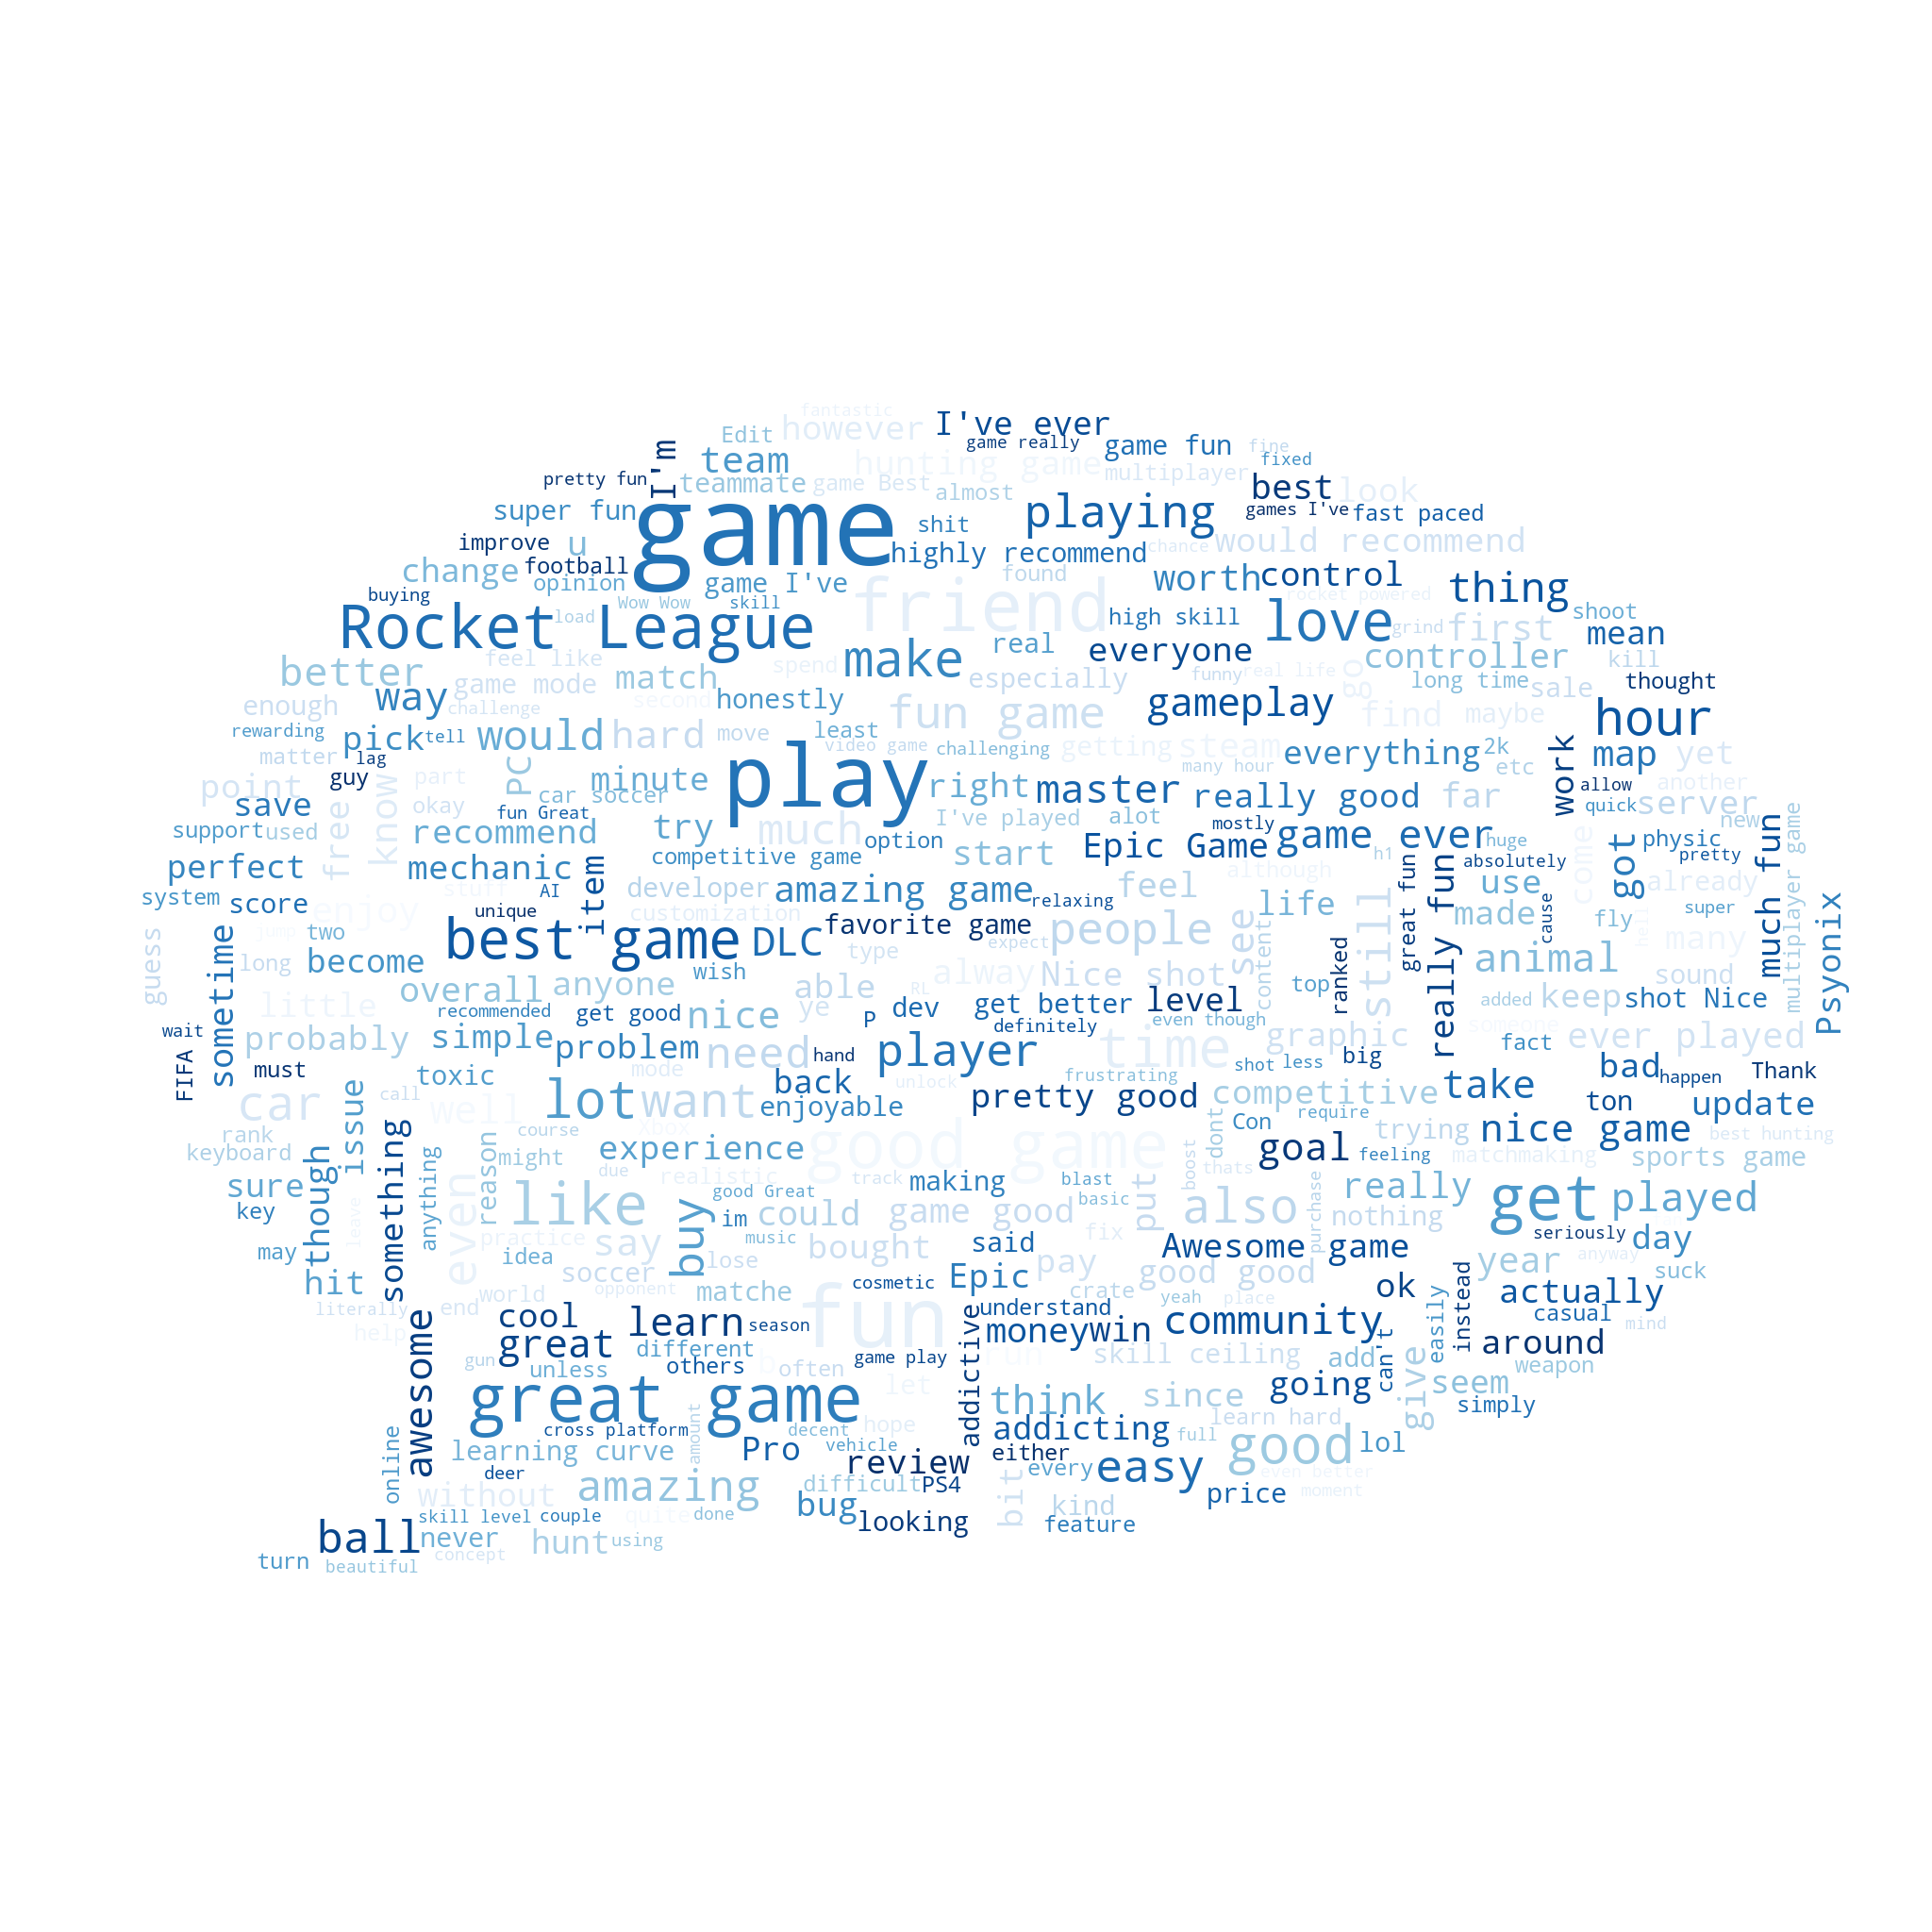 fantastic
Edit however I've ever
game really game fun fine
I'm team hunting game fixed
pretty fun teammate game Best almost multiplayer best look
super fun game shit playing games I've fast paced
improve u highly recommend chance would recommend
change football opinion game I've found worth control thing
buying Wow Wow skill friend rocket powered
Rocket League load high skill love grind first shoot mean
better feel like make real everyone controller kill
way game mode match spend especially funny real life go long time sale thought
enough challenge second honestly fun game gameplay find maybe hour
rewarding pick tell would hard move least video game challenging getting steam everything 2k map yet
matter lag PC play many hour etc work
point guy know part minute right master really good far another
save okay car soccer allow
support used free fun Great recommend try much option I've played alot mostly game ever quick server new
perfect mechanic item competitive game start Epic Game h1 huge absolutely physic pretty
system score stuff AI developer amazing game relaxing feel although life great fun really fun use come got already much fun multiplayer game
enjoy unique customization favorite game people see still made fly super Psyonix
guess sometime two jump best game DLC expect content ranked cause help many
long become wish type alway Nice shot top animal sound
overall anyone able
little recommended get good nice ye RL dev get better level even though added keep shot Nice
wait probably simple problem need P definitely time graphic someone ever played
FIFA must hand player big fact
toxic mode unlock frustrating shot less bad happen Thank
car issue call well lot want back enjoyable pretty good competitive take ton update
rank something course Xbox dont Con require trying nice game best hunting
keyboard though anything reason might experience good game boost goal feeling matchmaking sports game
sure due realistic track making blast thats purchase really
key leave even like buy good Great basic put also get played
may practice im could game good nothing
idea say music lose bought said fix Awesome game seriously day
hit soccer pay good good year anyway suck
world opponent matche cosmetic Epic crate yeah place ok instead actually
literally end fun understand easily casual mind
help awesome cool learn season addictive money win community can't around
great different
gun unless others often game play run skill ceiling add give weapon
great game let think since going seem simply
online cross platform amount decent hope addicting learn hard
learning curve Pro vehicle either full good lol
deer review every even better
without amazing difficult PS4 bit easy price moment
ball skill level couple quite done bug looking kind feature
never hunt using
turn beautiful concept